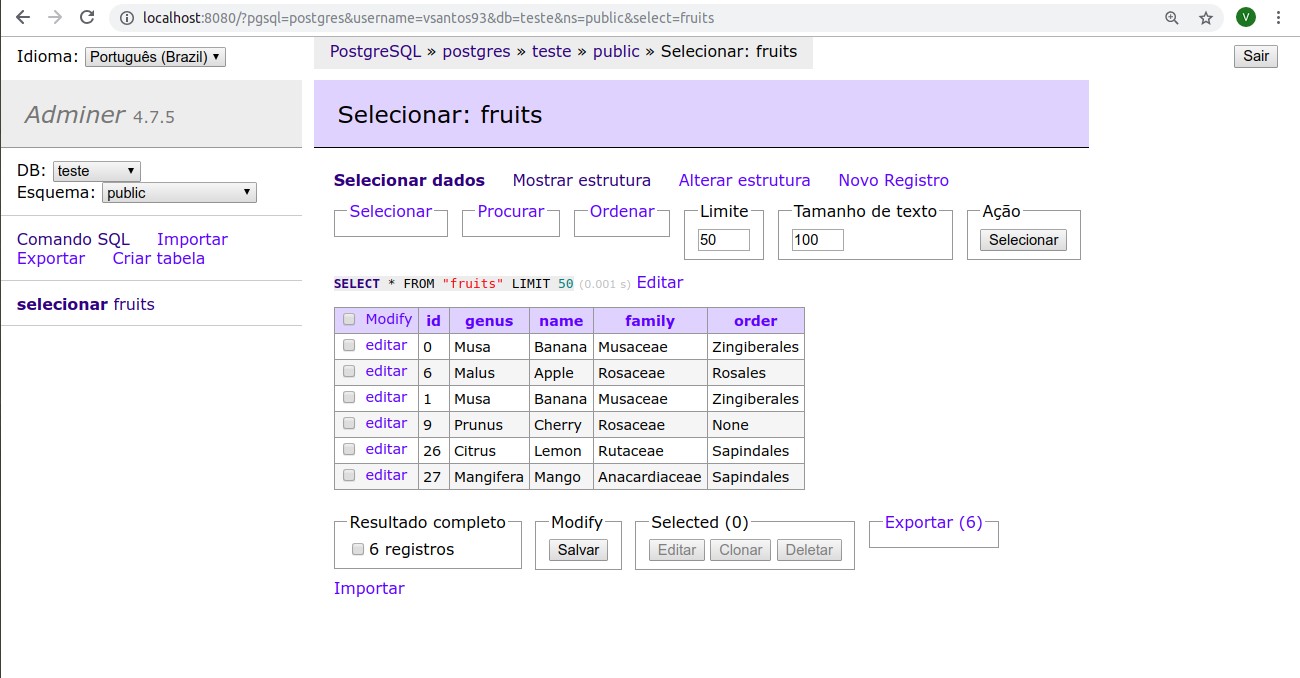 localhost:8080/?pgsql=postgres&username=vsantos93&db=teste&ns=public&select=fruits
V
Idioma: Português (Brazil)
PostgreSQL » postgres » teste » public » Selecionar: fruits
Sair
Adminer 4.7.5
Selecionar: fruits
DB: teste
Esquema: public
Comando SQL Importar
Exportar Criar tabela
selecionar fruits
Selecionar dados Mostrar estrutura Alterar estrutura Novo Registro
Selecionar Procurar Ordenar Limite Tamanho de texto Ação
50 100 Selecionar
SELECT * FROM "fruits" LIMIT 50 (0.001 s) Editar
Modify id genus name family order
editar 0 Musa Banana Musaceae Zingiberales
editar 6 Malus Apple Rosaceae Rosales
editar 1 Musa Banana Musaceae Zingiberales
editar 9 Prunus Cherry Rosaceae None
editar 26 Citrus Lemon Rutaceae Sapindales
editar 27 Mangifera Mango Anacardiaceae Sapindales
Resultado completo Modify Selected (0) Exportar (6)
6 registros Salvar Editar Clonar Deletar
Importar